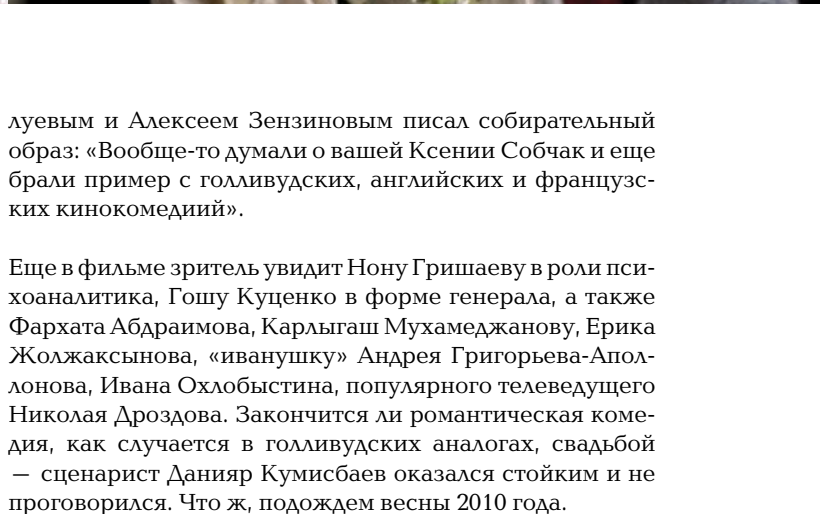 луевым и Алексеем Зензиновым писал собирательный
образ: «Вообще-то думали о вашей Ксении Собчак и еще
брали пример с голливудских, английских и французс-
ких кинокомедиий».
Еще в фильме зритель увидит Нону Гришаеву в роли пси-
хоаналитика, Гошу Куценко в форме генерала, а также
Фархата Абдраимова, Карлыгаш Мухамеджанову, Ерика
Жолжаксынова, «иванушку» Андрея Григорьева-Апол-
лонова, Ивана Охлобыстина, популярного телеведущего
Николая Дроздова. Закончится ли романтическая коме-
дия, как случается в голливудских аналогах, свадьбой
— сценарист Данияр Кумисбаев оказался стойким и не
проговорился. Что ж, подождем весны 2010 года.